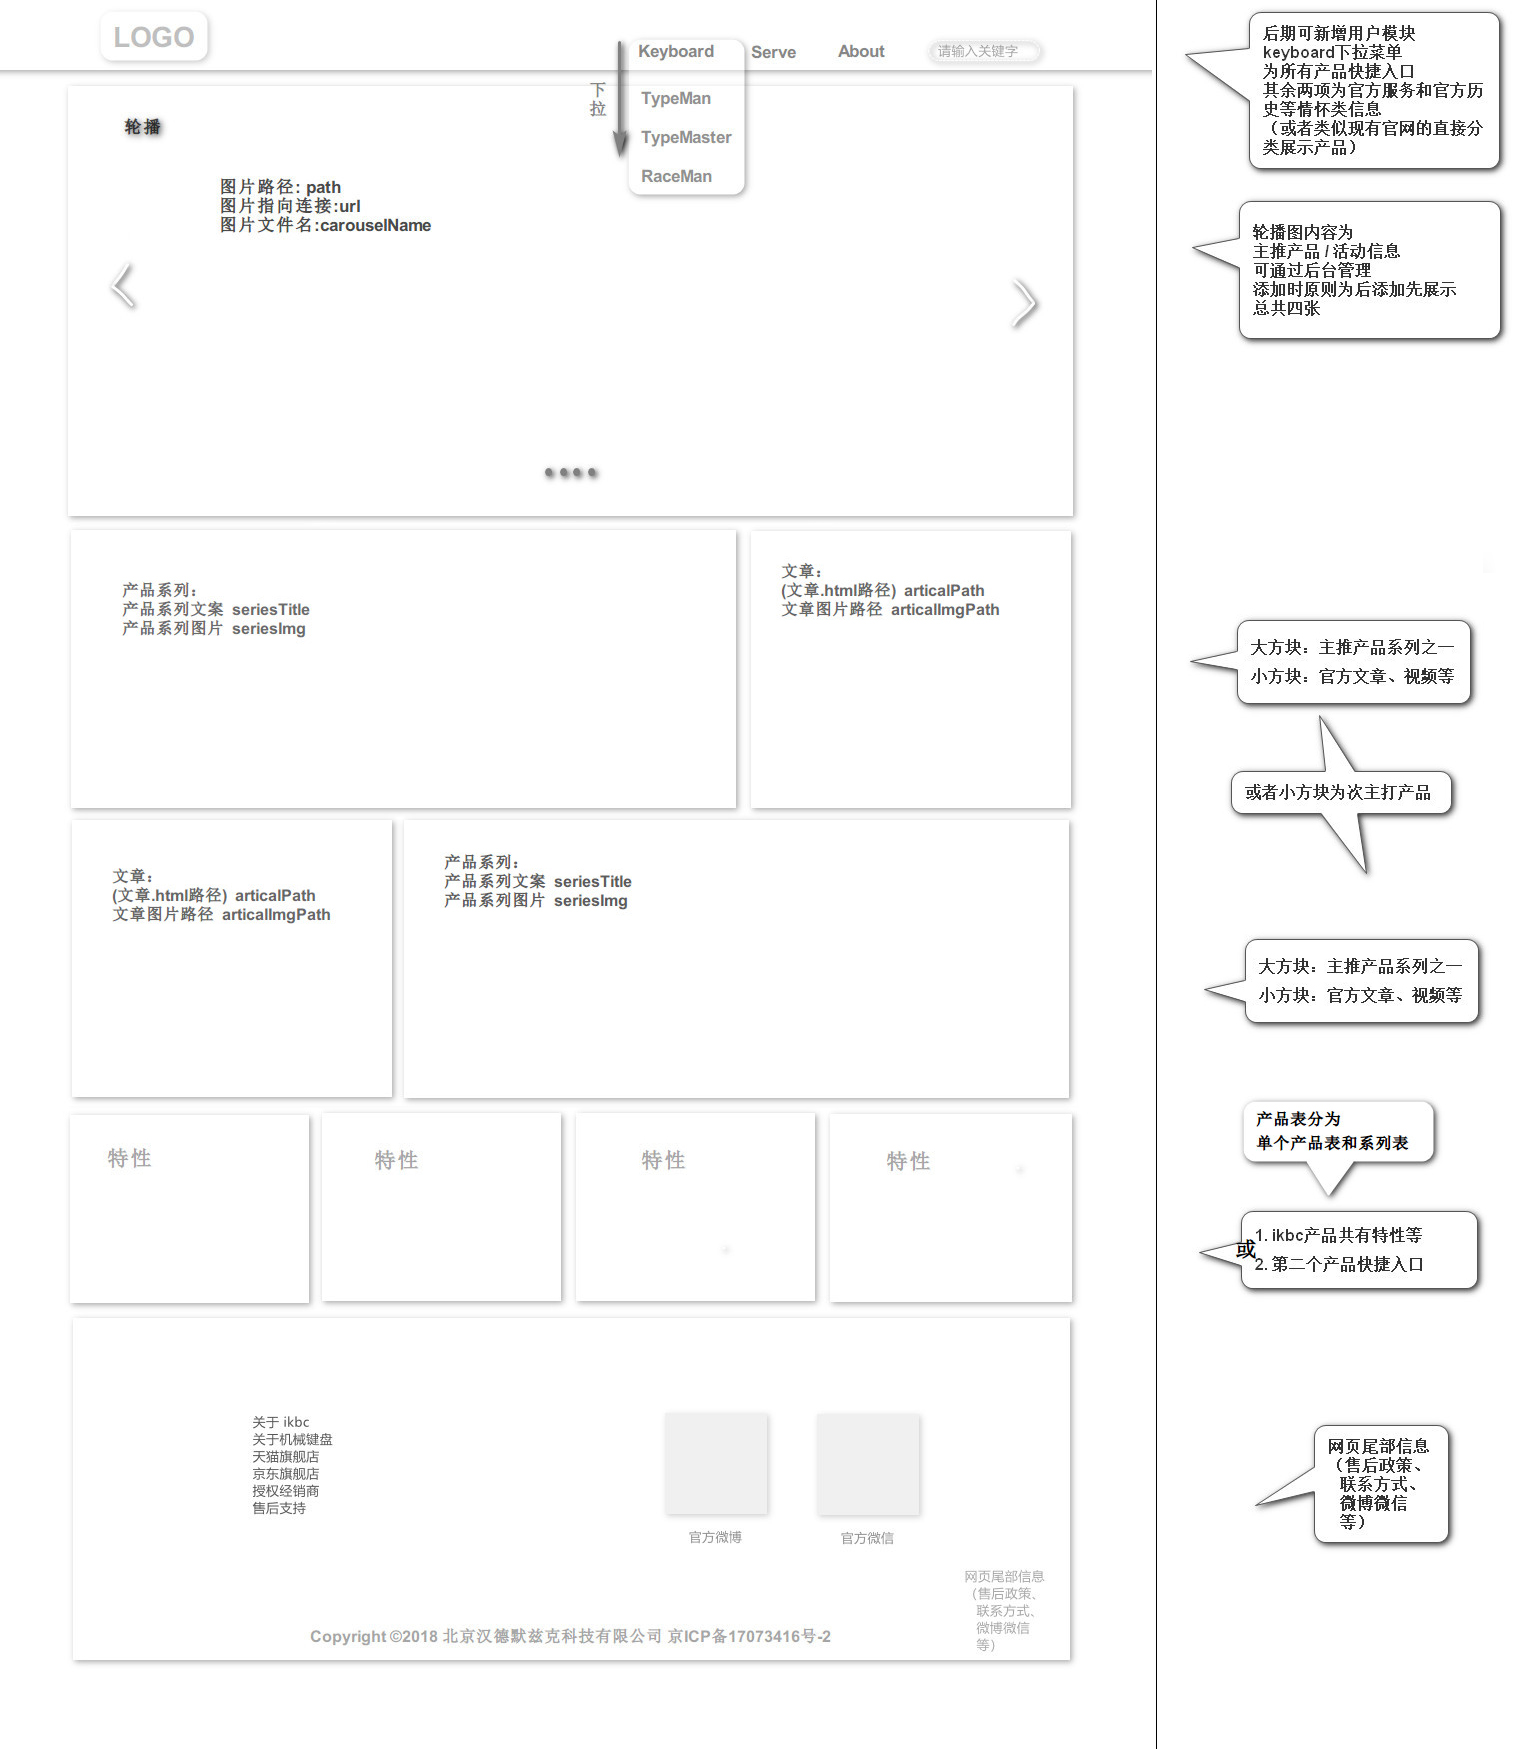 LOGO
Keyboard
Serve
About
请输入关键字
下
拉
TypeMan
TypeMaster
RaceMan
轮播
图片路径: path
图片指向连接:url
图片文件名:carouselName
产品系列:
产品系列文案 seriesTitle
产品系列图片 seriesImg
文章:
(文章.html路径) articalPath
文章图片路径 articalImgPath
文章:
(文章.html路径) articalPath
文章图片路径 articalImgPath
产品系列:
产品系列文案 seriesTitle
产品系列图片 seriesImg
特性
特性
特性
特性
关于 ikbc
关于机械键盘
天猫旗舰店
京东旗舰店
授权经销商
售后支持
官方微博
官方微信
网页尾部信息
（售后政策、
联系方式、
微博微信
等）
Copyright ©2018 北京汉德默兹克科技有限公司 京ICP备17073416号-2
后期可新增用户模块
keyboard下拉菜单
为所有产品快捷入口
其余两项为官方服务和官方历
史等情怀类信息
（或者类似现有官网的直接分
类展示产品）
轮播图内容为
主推产品 / 活动信息
可通过后台管理
添加时原则为后添加先展示
总共四张
大方块：主推产品系列之一
小方块：官方文章、视频等
或者小方块为次主打产品
大方块：主推产品系列之一
小方块：官方文章、视频等
产品表分为
单个产品表和系列表
1. ikbc产品共有特性等
或
2. 第二个产品快捷入口
网页尾部信息
（售后政策、
联系方式、
微博微信
等）